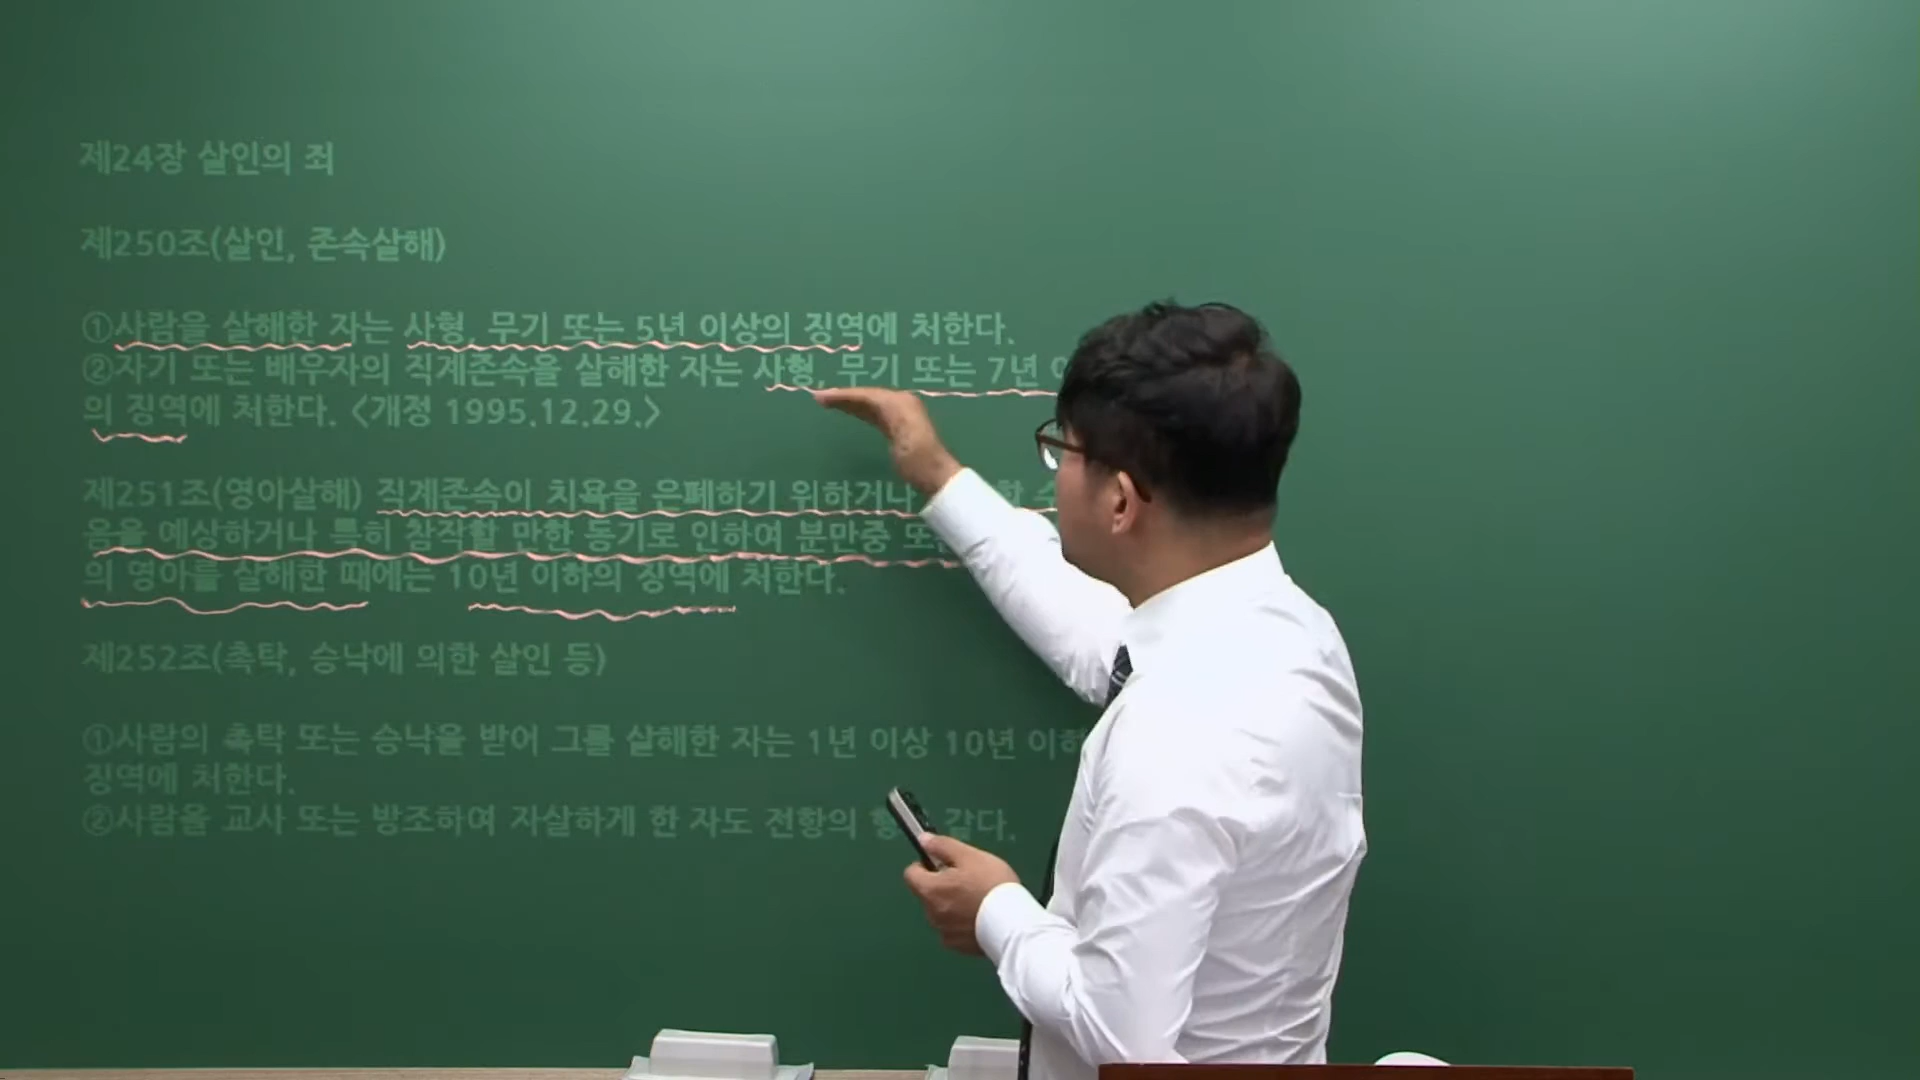 제24장 살인의 죄
제250조(살인, 존속살해)
①사람을 살해한 자는 사형, 무기 또는 5년 이상의 징역에 처한다.
②자기 또는 배우자의 직계존속을 살해한 자는 사형, 무기 또는 7년
의 징역에 처한다. <개정 1995.12.29.>
제251조(영아살해) 직계존속이 치욕을 은폐하기 위하거나
음을 예상하거나 특히 참작할 만한 동기로 인하여 분만중
의 영아를 살해한 때에는 10년 이하의 징역에 처한다.
제252조(촉탁, 승낙에 의한 살인 등)
①사람의 촉탁 또는 승낙을 받어 그를 살해한 자는 1년 이상 10년
징역에 처한다.
②사람을 교사 또는 방조하여 자살하게 한 자도 전항의 같다.